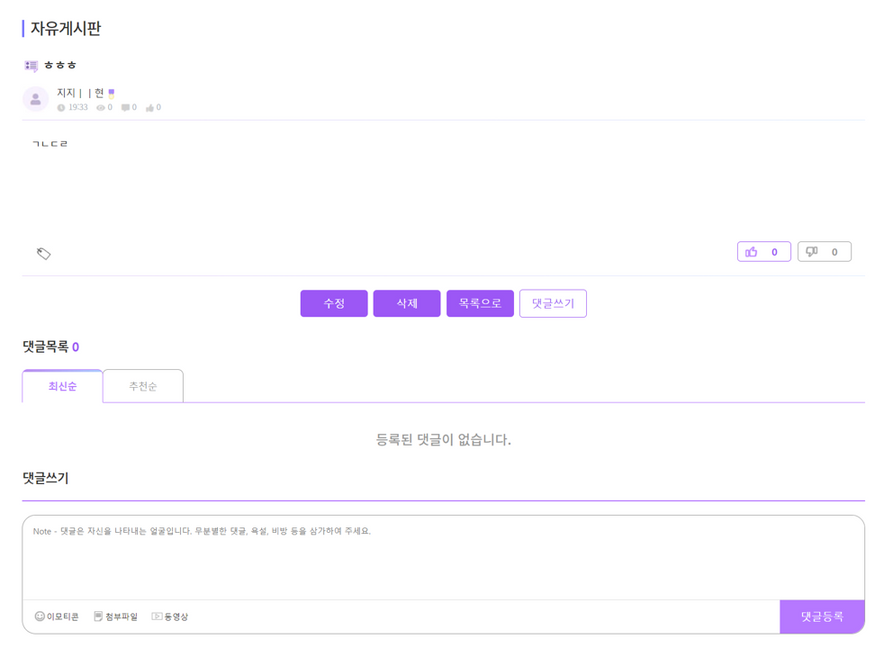 자유게시판
ㅎㅎㅎ
지지ㅣㅣ현
19:33 0 0 0
ㄱㄴㄷㄹ
0 0
수정 삭제 목록으로 댓글쓰기
댓글목록 0
최신순 추천순
등록된 댓글이 없습니다.
댓글쓰기
Note - 댓글은 자신을 나타내는 얼굴입니다. 무분별한 댓글, 욕설, 비방 등을 삼가하여 주세요.
이모티콘 첨부파일 동영상 댓글등록